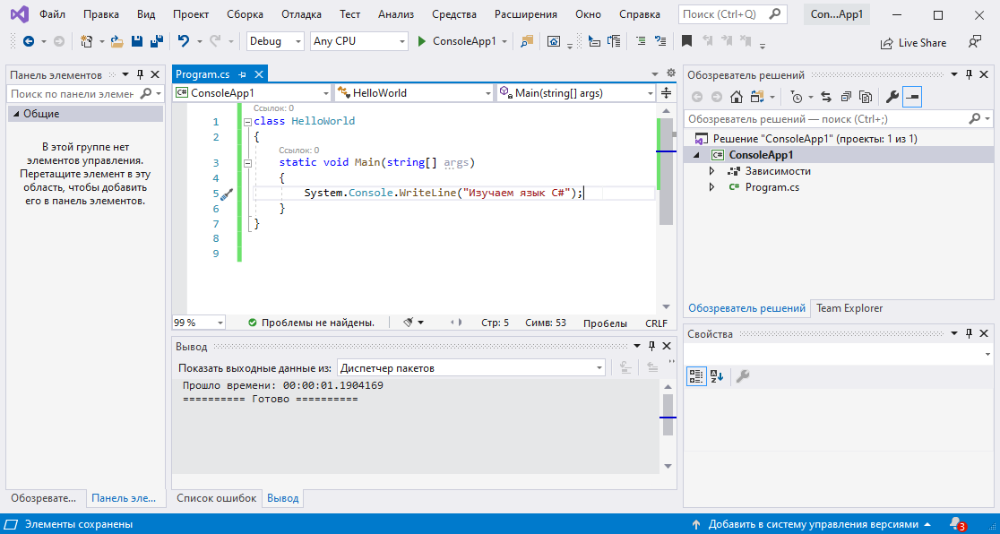 Файл Правка Вид Проект Сборка Отладка Тест Анализ Средства Расширения Окно Справка Поиск (Ctrl+Q) Con...App1
Debug Any CPU ConsoleApp1 Live Share
Панель элементов
Поиск по панели элемен
Общие
В этой группе нет
элементов управления.
Перетащите элемент в эту
область, чтобы добавить
его в панель элементов.
Обозревате... Панель эле...
Program.cs
C# ConsoleApp1 HelloWorld Main(string[] args)
Ссылок: 0
1 class HelloWorld
2 {
Ссылок: 0
3 static void Main(string[] args)
4 {
5 System.Console.WriteLine("Изучаем язык C#");
6 }
7 }
8
9
99 % Проблемы не найдены. Стр: 5 Симв: 53 Пробелы CRLF
Вывод
Показать выходные данные из: Диспетчер пакетов
Прошло времени: 00:00:01.1904169
========== Готово ==========
Список ошибок Вывод
Обозреватель решений
Обозреватель решений — поиск (Ctrl+;)
Решение "ConsoleApp1" (проекты: 1 из 1)
C# ConsoleApp1
Зависимости
C# Program.cs
Обозреватель решений Team Explorer
Свойства
Элементы сохранены Добавить в систему управления версиями 3